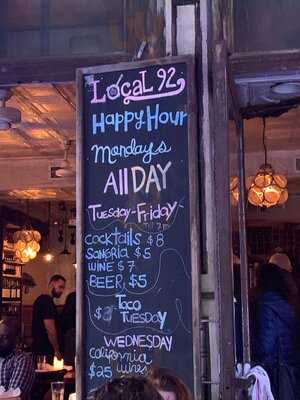 Local 92
Happy Hour
Mondays
All DAY
Tuesday-Friday
cocktails $8
SANGRIA $5
WINE $7
BEER $5
Taco
$3 TUESDAY
WEDNESDAY
california
$25 Wines